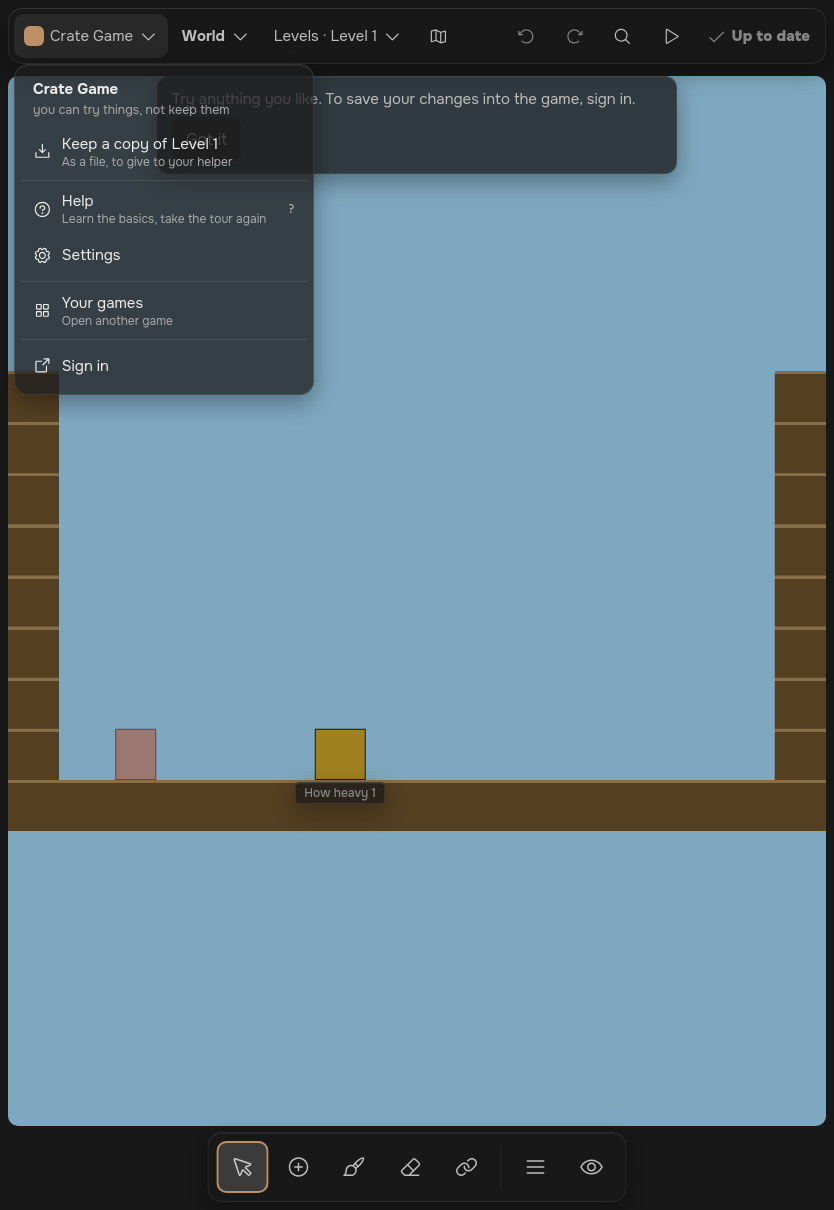 Crate Game
World
Levels · Level 1
Up to date
Crate Game
you can try things, not keep them
Try anything you like. To save your changes into the game, sign in.
Got it
Keep a copy of Level 1
As a file, to give to your helper
Help
Learn the basics, take the tour again
?
Settings
Your games
Open another game
Sign in
How heavy 1